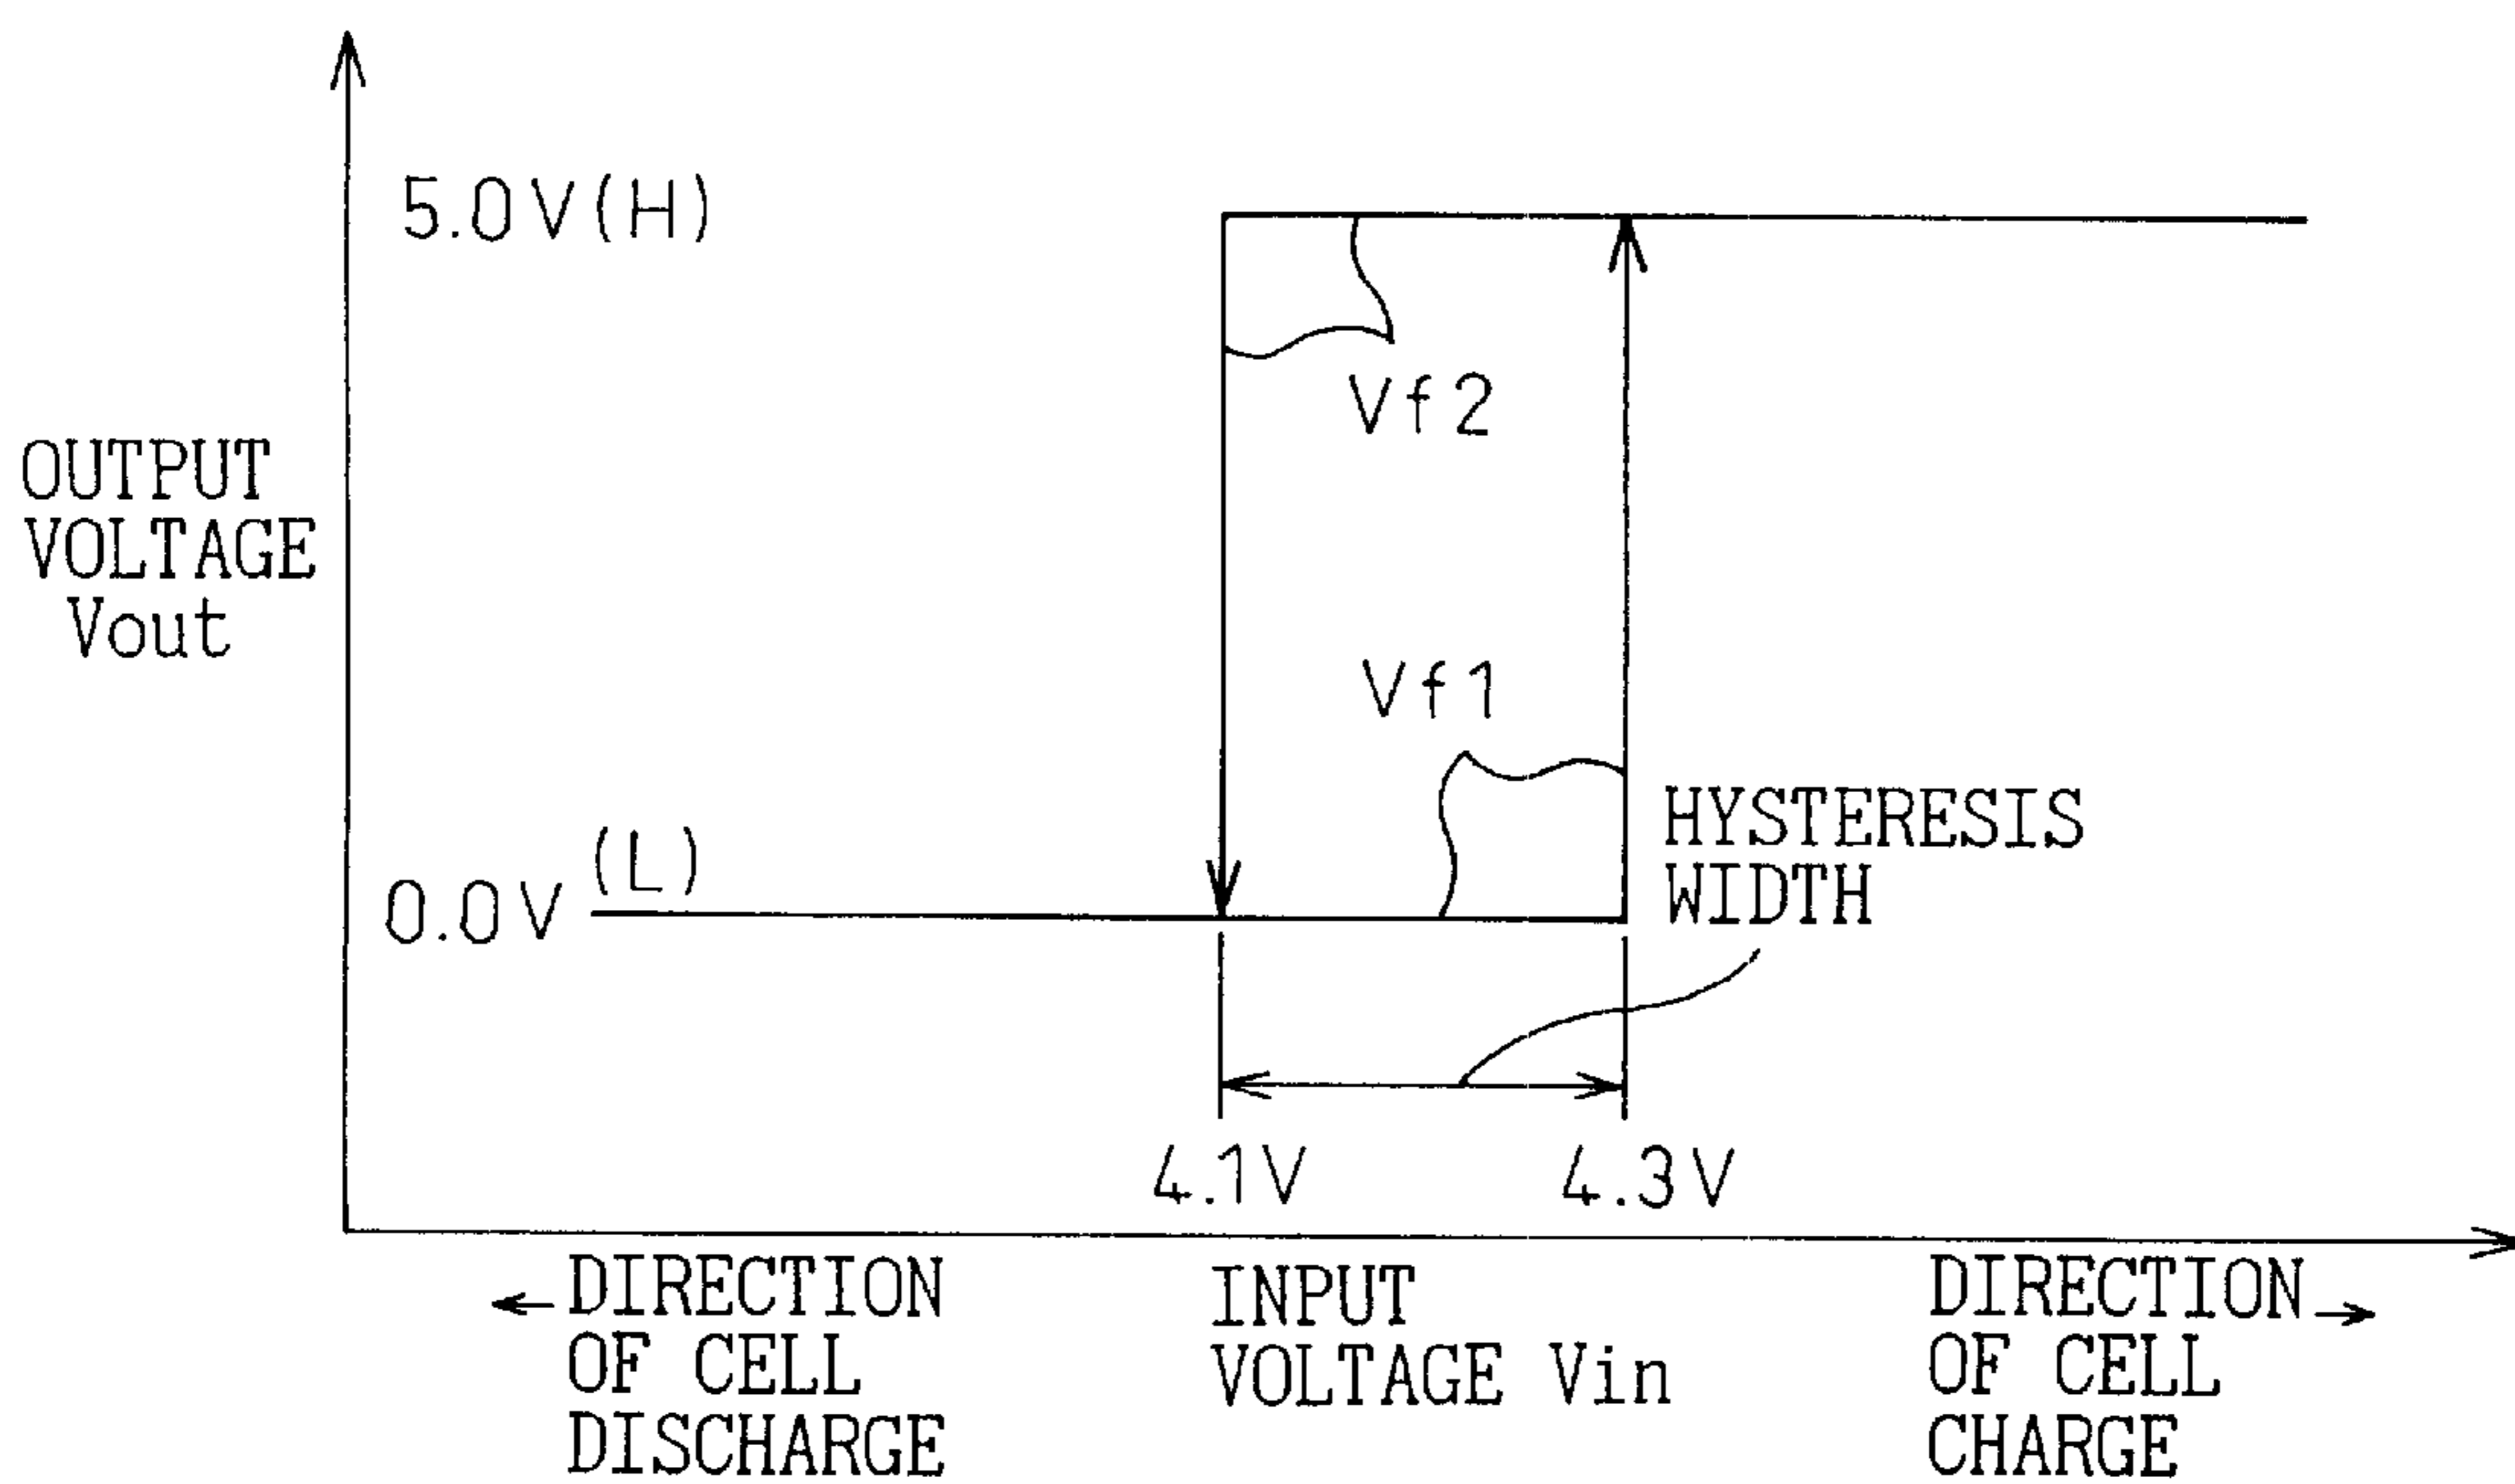 5.0V(H)
Vf2
OUTPUT
VOLTAGE
Vout
Vf1
HYSTERESIS
WIDTH
(L)
0.0V
4.1V
4.3V
←DIRECTION
OF CELL
DISCHARGE
INPUT
VOLTAGE Vin
DIRECTION→
OF CELL
CHARGE